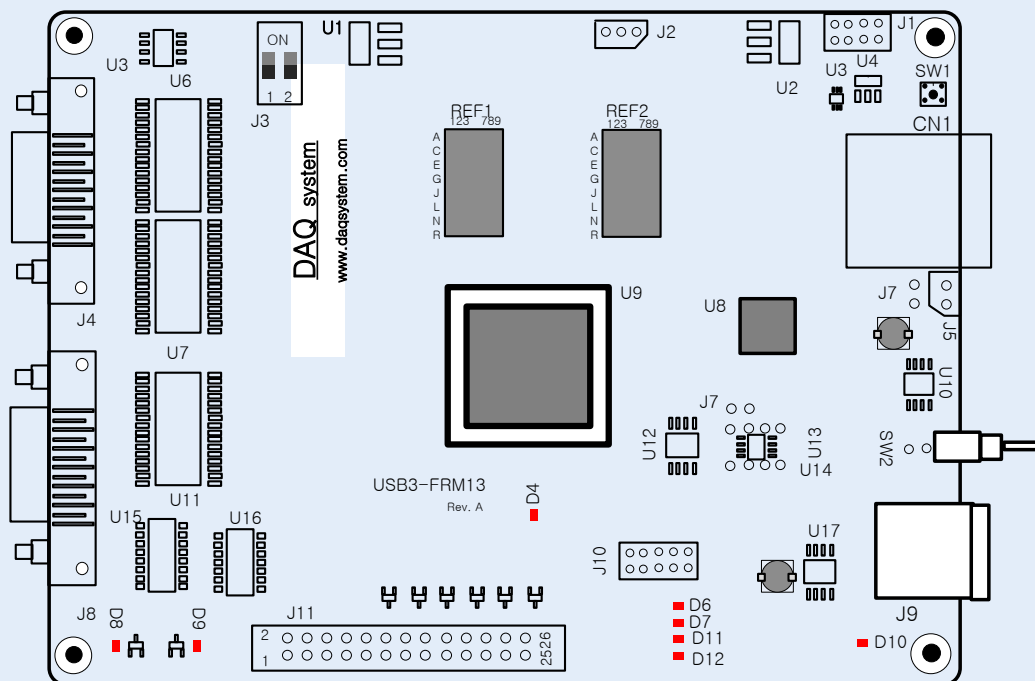 U3
U6
ON
1 2
J3
U1
J2
U2
J1
U3
U4
SW1
CN1
REF1
123 789
A
C
E
G
J
L
N
R
REF2
123 789
A
C
E
G
J
L
N
R
DAQ system
www.daqsystem.com
J4
U7
U9
U8
J7
J5
U10
J7
U12
U13
U14
SW2
U11
USB3-FRM13
Rev. A
D4
U15
U16
U17
J10
J8
D8
D9
J11
2
1
2526
D6
D7
D11
D12
J9
D10